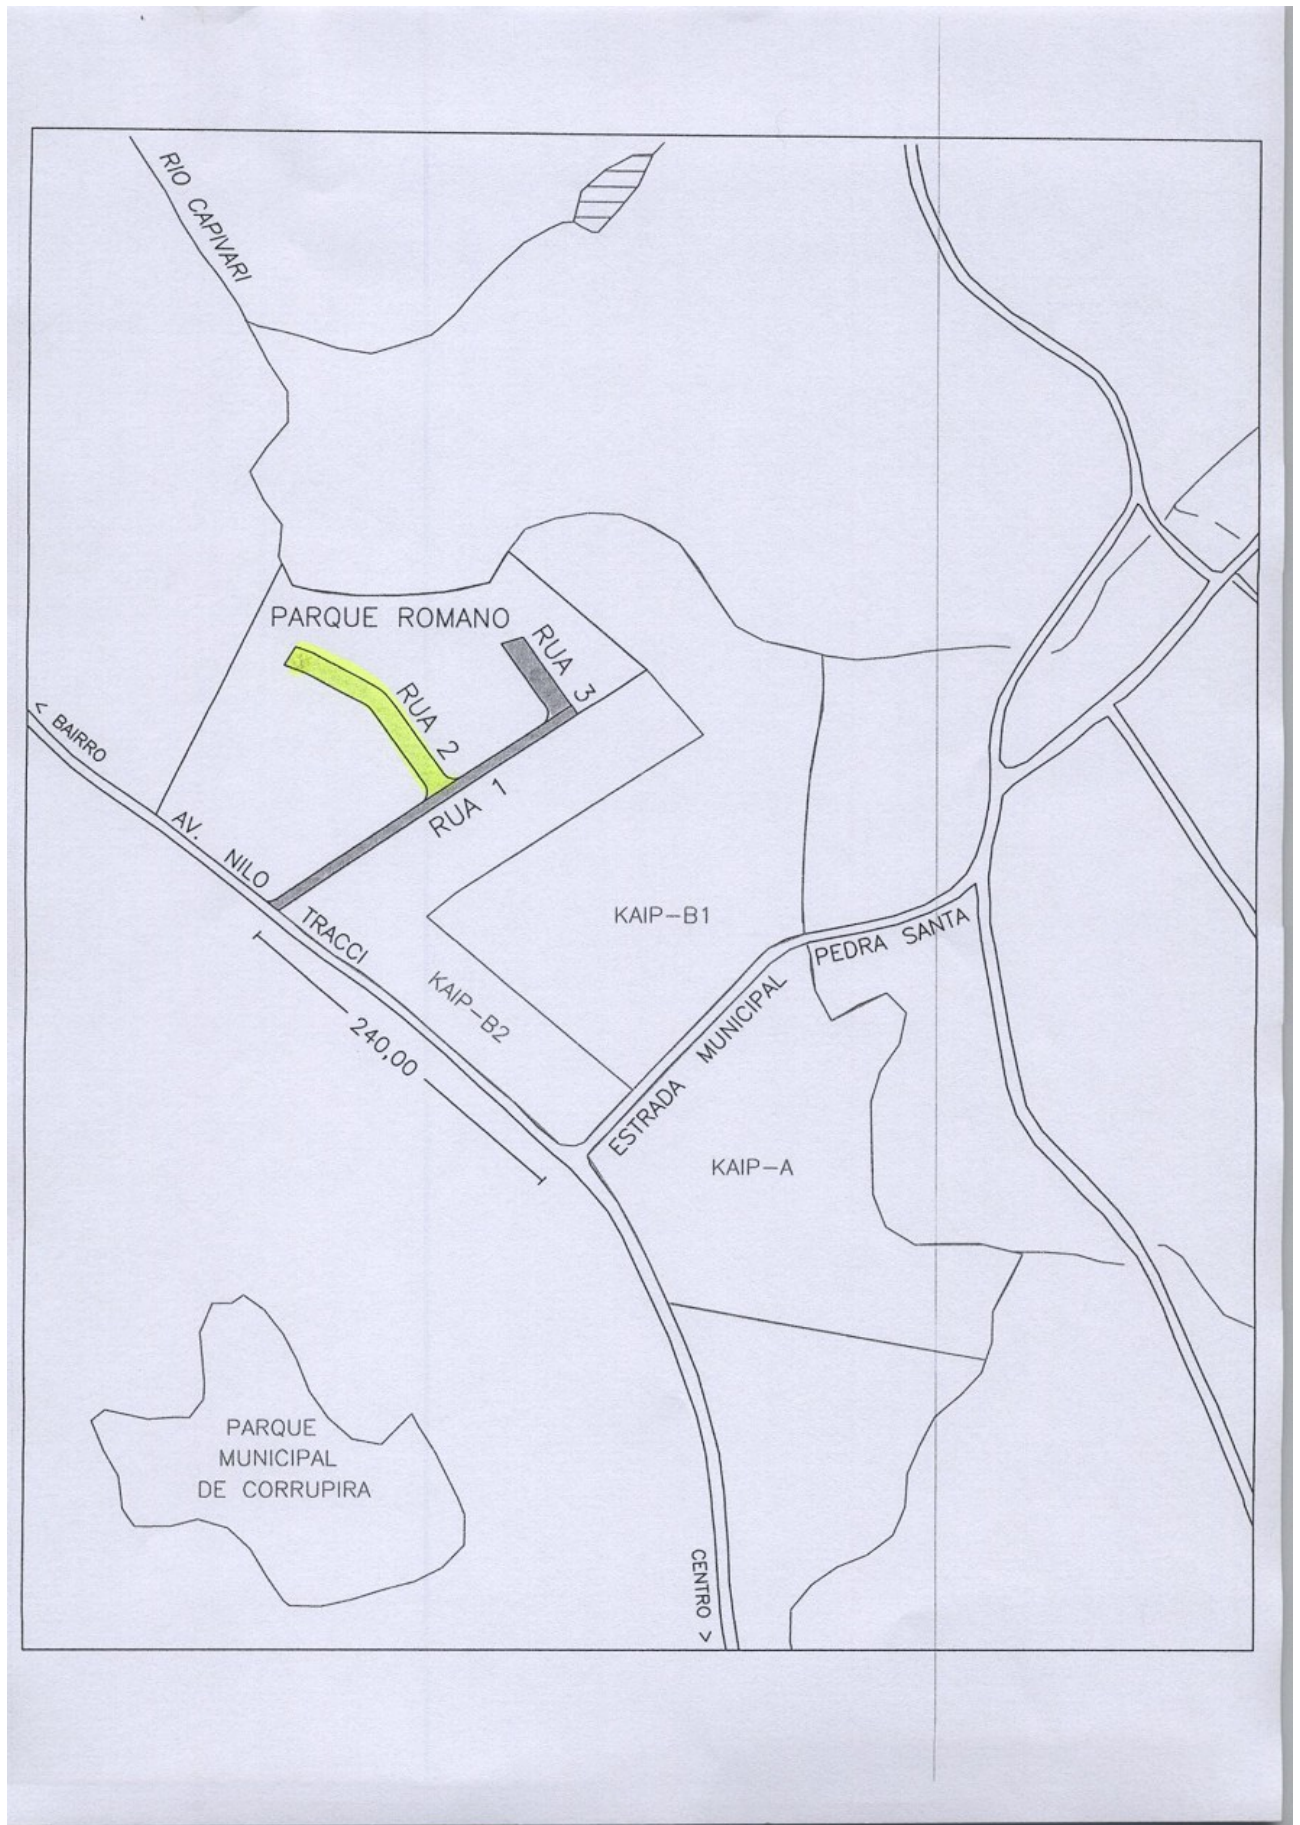 RIO CAPIVARI
PARQUE ROMANO
RUA 3
RUA 2
< BAIRRO
RUA 1
AV. NILO TRACCI
KAIP-B1
PEDRA SANTA
KAIP-B2
ESTRADA MUNICIPAL
240,00
KAIP-A
PARQUE
MUNICIPAL
DE CORRUPIRA
CENTRO >